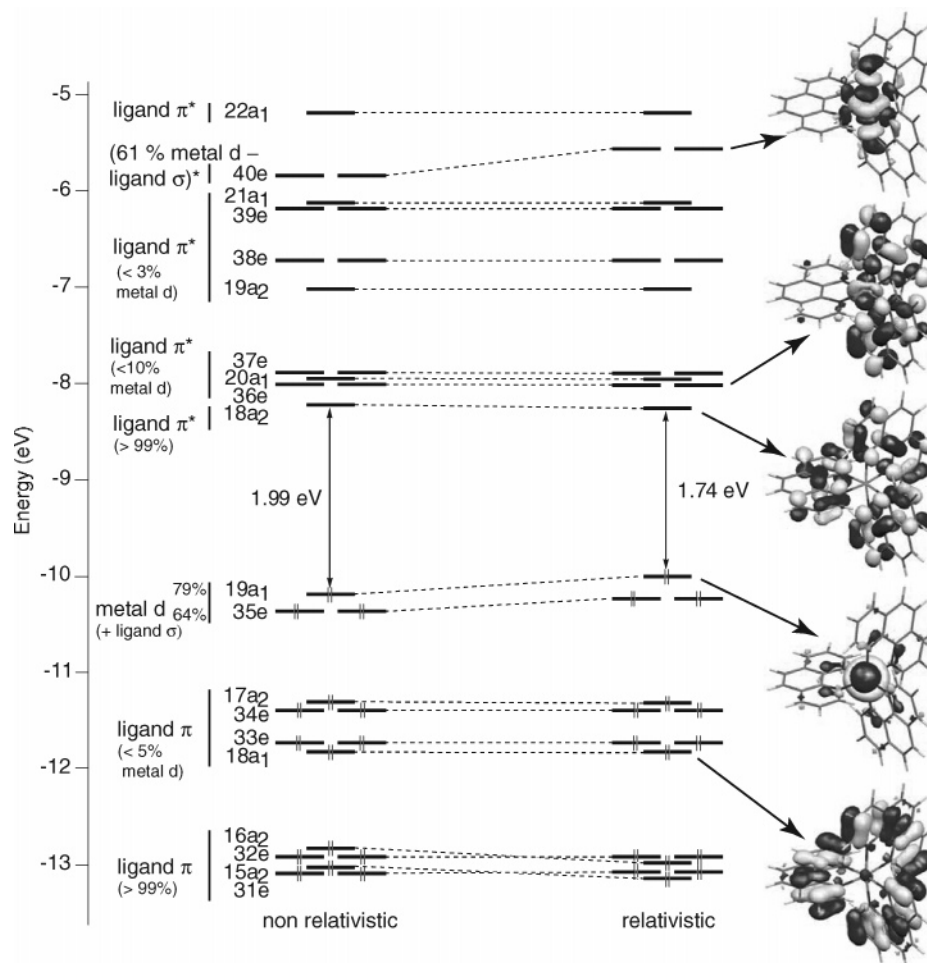 -5
ligand π* 22a1
(61 % metal d –
ligand σ)* 40e
-6
21a1
39e
ligand π* 38e
(< 3%
metal d)
-7
19a2
ligand π* 37e
(<10%
metal d)
20a1
-8
36e
18a2
ligand π*
(> 99%)
Energy (eV)
-9
1.99 eV
1.74 eV
-10
79% 19a1
metal d 64% 35e
(+ ligand σ)
-11
17a2
34e
ligand π 33e
(< 5%
metal d)
18a1
-12
16a2
32e
-13
ligand π 15a2
(> 99%) 31e
non relativistic
relativistic